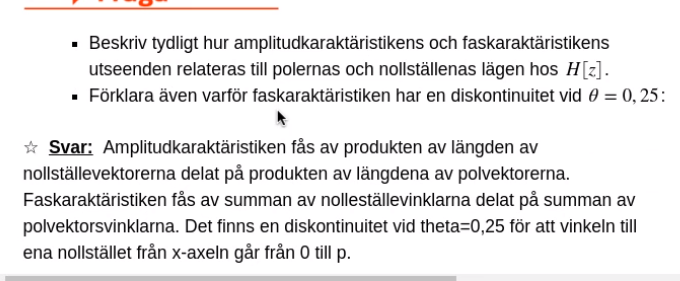 ▪ Beskriv tydligt hur amplitudkaraktäristikens och faskaraktäristikens
utseenden relateras till polernas och nollställenas lägen hos H[z].
▪ Förklara även varför faskaraktäristiken har en diskontinuitet vid θ = 0, 25:
☆ Svar: Amplitudkaraktäristiken fås av produkten av längden av
nollställevektorerna delat på produkten av längdena av polvektorerna.
Faskaraktäristiken fås av summan av nolleställevinklarna delat på summan av
polvektorsvinklarna. Det finns en diskontinuitet vid theta=0,25 för att vinkeln till
ena nollstället från x-axeln går från 0 till p.